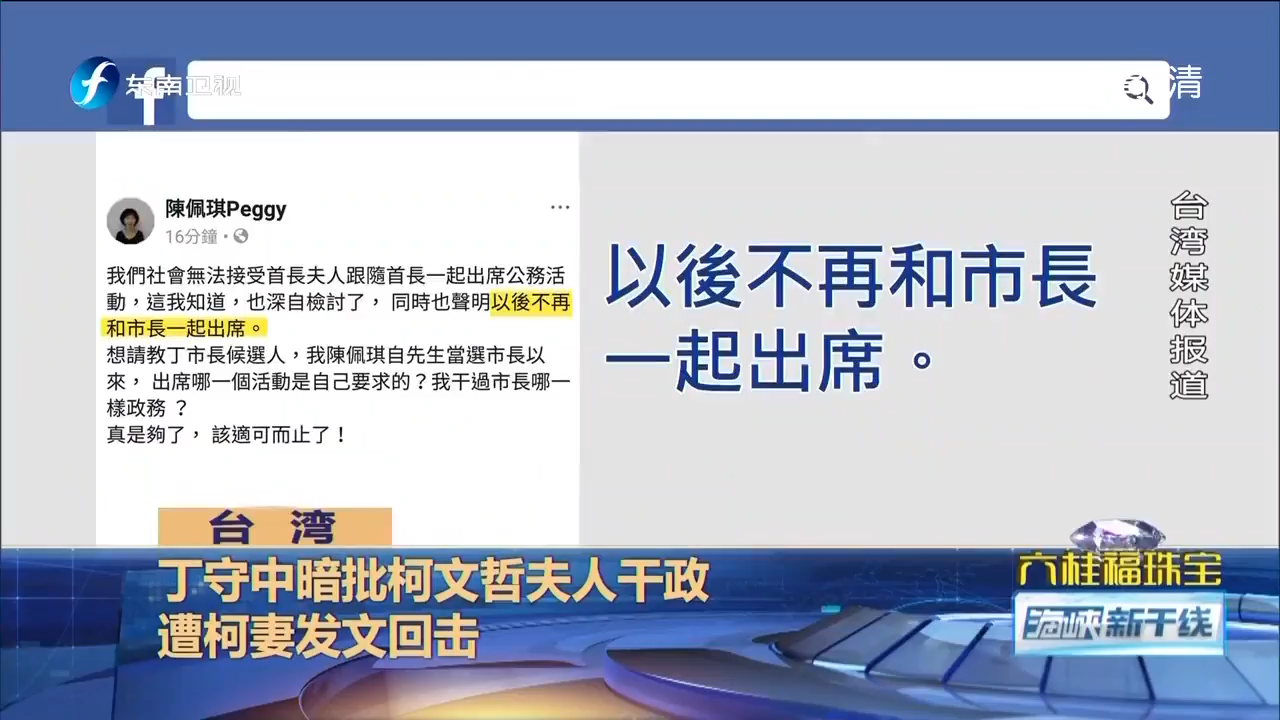 东南卫视
高清
台湾媒体报道
陳佩琪Peggy
16分鐘
我們社會無法接受首長夫人跟隨首長一起出席公務活
動，這我知道，也深自檢討了， 同時也聲明以後不再
和市長一起出席。
想請教丁市長候選人，我陳佩琪自先生當選市長以
來， 出席哪一個活動是自己要求的？我干過市長哪一
樣政務 ？
真是夠了， 該適可而止了！
以後不再和市長
一起出席。
台 湾
丁守中暗批柯文哲夫人干政
遭柯妻发文回击
六桂福珠宝
海峡新干线